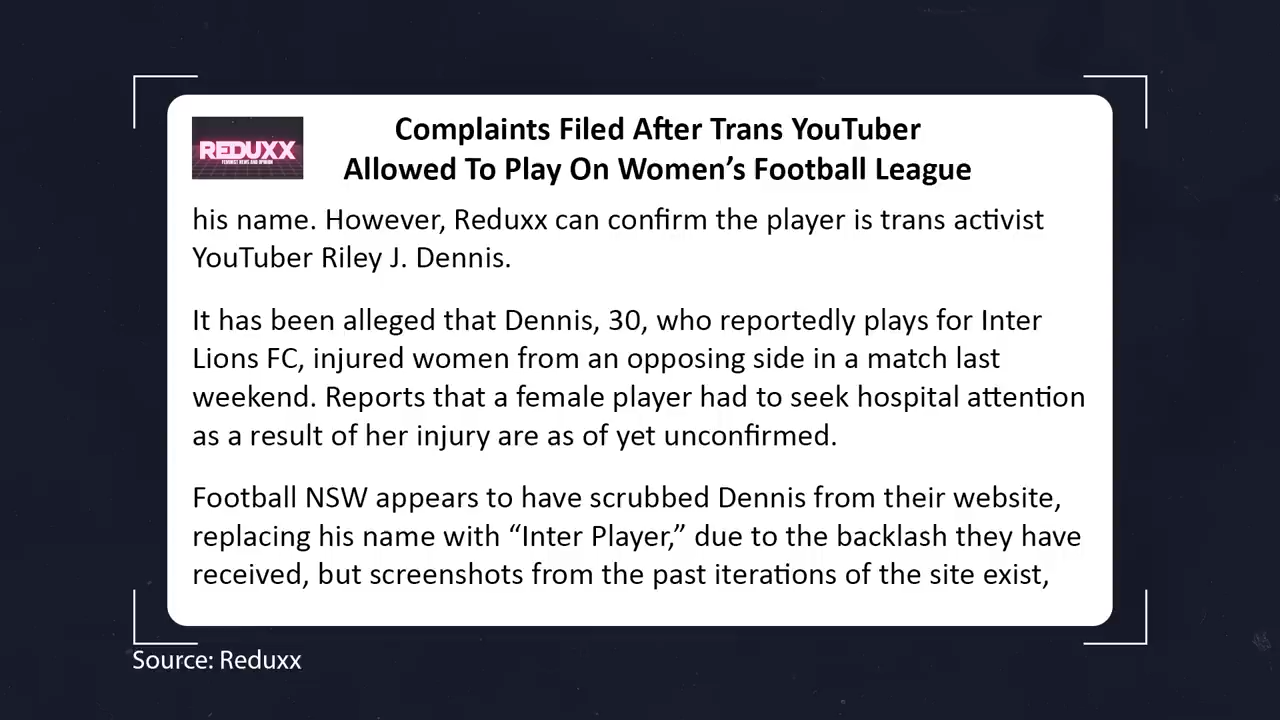 REDUXX
FEMINIST NEWS AND OPINION
Complaints Filed After Trans YouTuber
Allowed To Play On Women’s Football League
his name. However, Reduxx can confirm the player is trans activist
YouTuber Riley J. Dennis.
It has been alleged that Dennis, 30, who reportedly plays for Inter
Lions FC, injured women from an opposing side in a match last
weekend. Reports that a female player had to seek hospital attention
as a result of her injury are as of yet unconfirmed.
Football NSW appears to have scrubbed Dennis from their website,
replacing his name with “Inter Player,” due to the backlash they have
received, but screenshots from the past iterations of the site exist,
Source: Reduxx